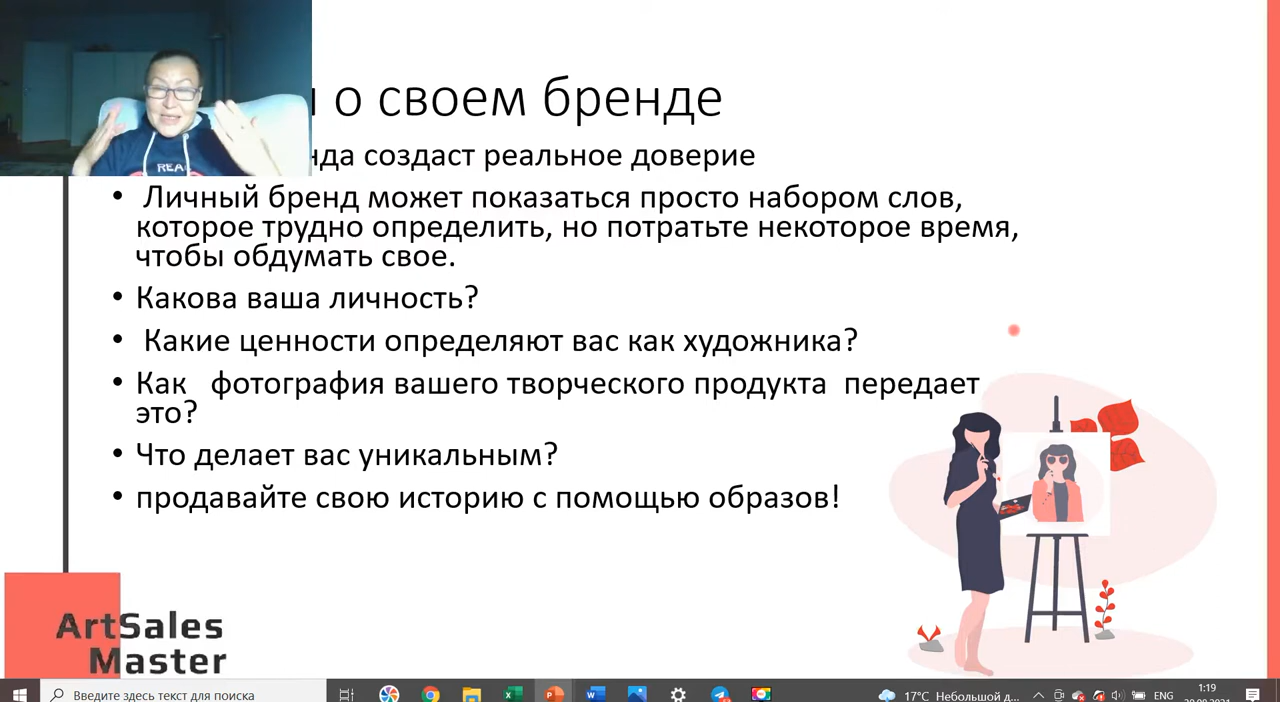 о своем бренде
создаст реальное доверие
• Личный бренд может показаться просто набором слов,
которое трудно определить, но потратьте некоторое время,
чтобы обдумать свое.
• Какова ваша личность?
• Какие ценности определяют вас как художника?
• Как фотография вашего творческого продукта передает
это?
• Что делает вас уникальным?
• продавайте свою историю с помощью образов!
ArtSales
Master
Введите здесь текст для поиска
17°C Небольшой д...
ENG
1:19